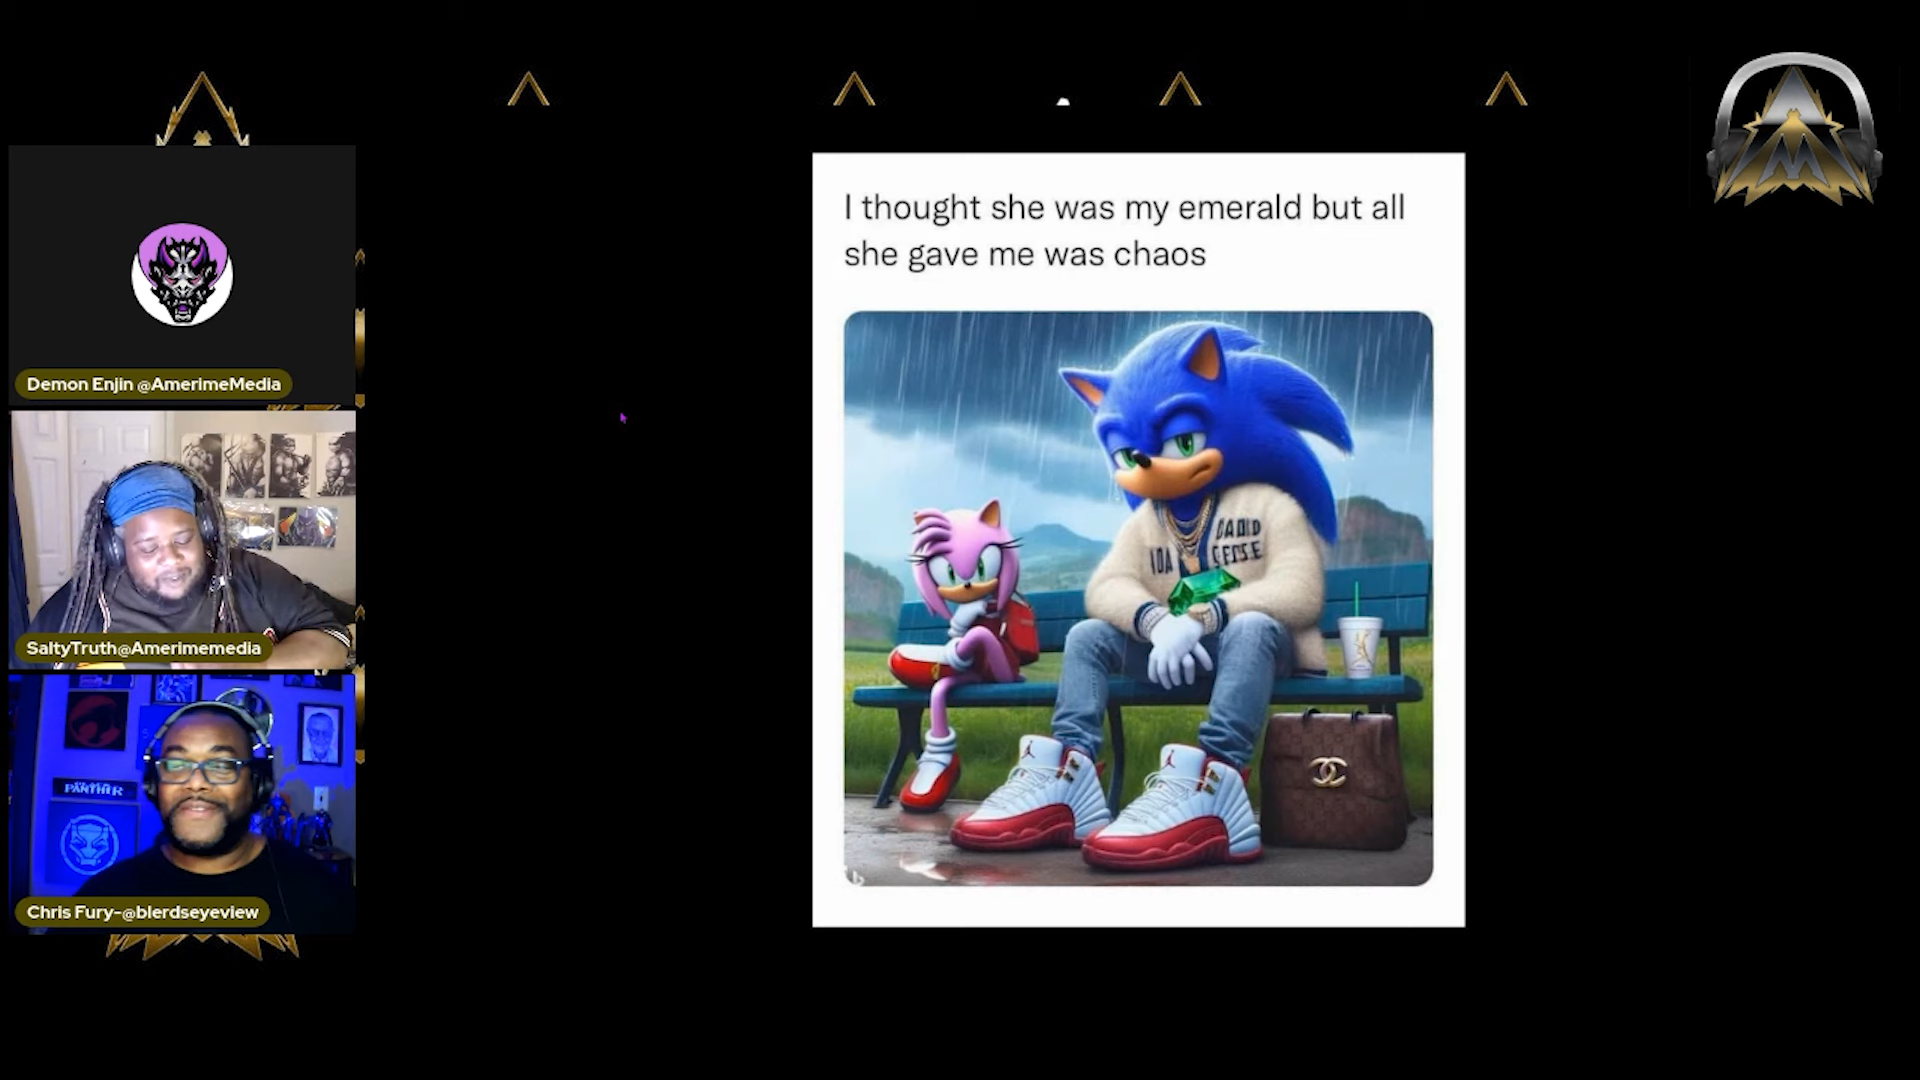 I thought she was my emerald but all
she gave me was chaos
Demon Enjin @AmerimeMedia
SaltyTruth@Amerimemedia
BLACK
PANTHER
Chris Fury-@blerdseyeview